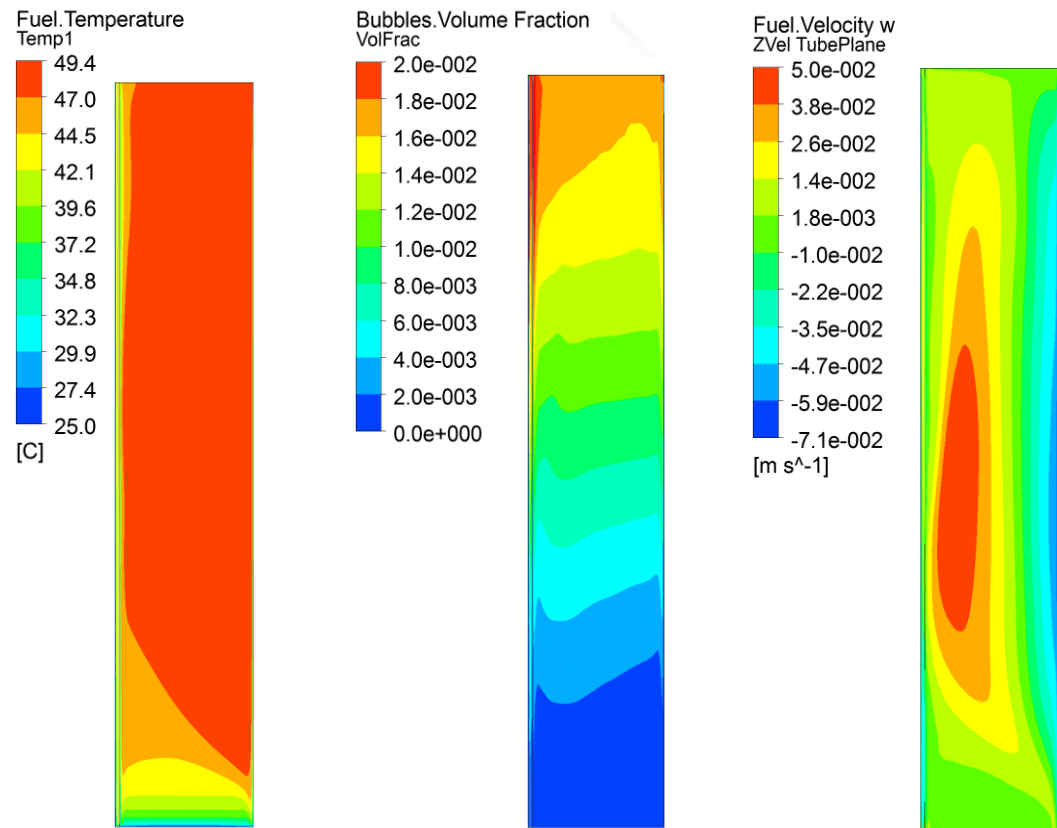 Fuel.Temperature
Temp1
49.4
47.0
44.5
42.1
39.6
37.2
34.8
32.3
29.9
27.4
25.0
[C]
Bubbles.Volume Fraction
VolFrac
2.0e-002
1.8e-002
1.6e-002
1.4e-002
1.2e-002
1.0e-002
8.0e-003
6.0e-003
4.0e-003
2.0e-003
0.0e+000
Fuel.Velocity w
ZVel TubePlane
5.0e-002
3.8e-002
2.6e-002
1.4e-002
1.8e-003
-1.0e-002
-2.2e-002
-3.5e-002
-4.7e-002
-5.9e-002
-7.1e-002
[m s^-1]